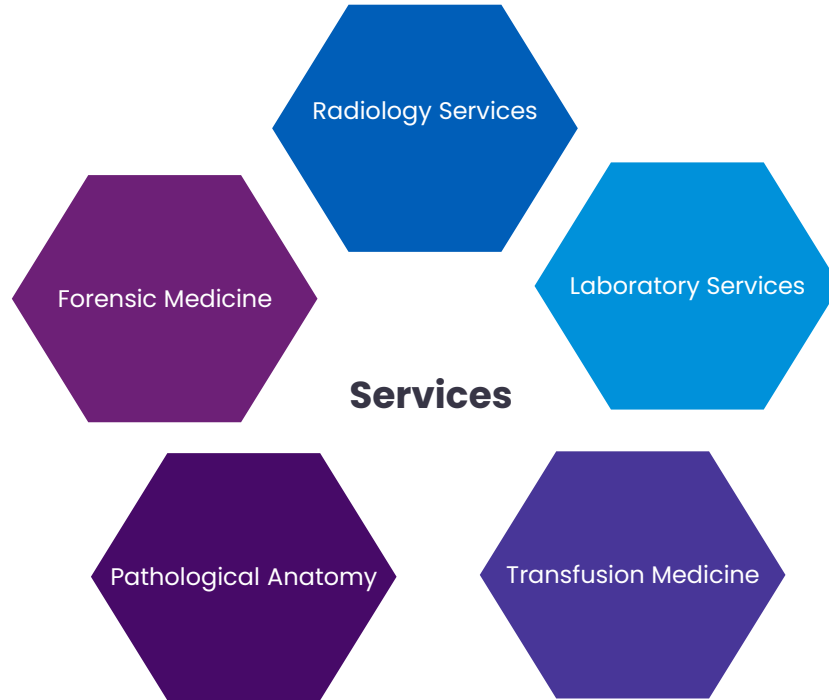 Radiology Services
Forensic Medicine
Laboratory Services
Services
Pathological Anatomy
Transfusion Medicine